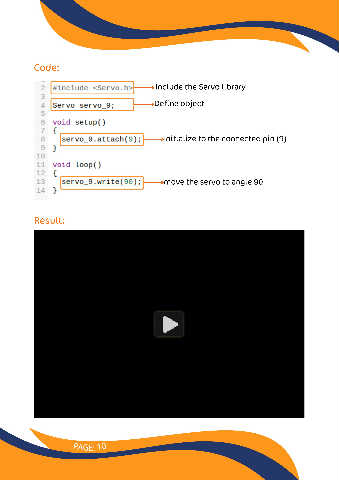 Code:
2 #include <Servo.h> Include the Servo library
3
4 Servo servo_9; Define object
5
6 void setup()
7 {
8 servo_9.attach(9); initialize to the connected pin (9)
9 }
10
11 void loop()
12 {
13 servo_9.write(90); move the servo to angle 90
14 }
Result:
PAGE. 10